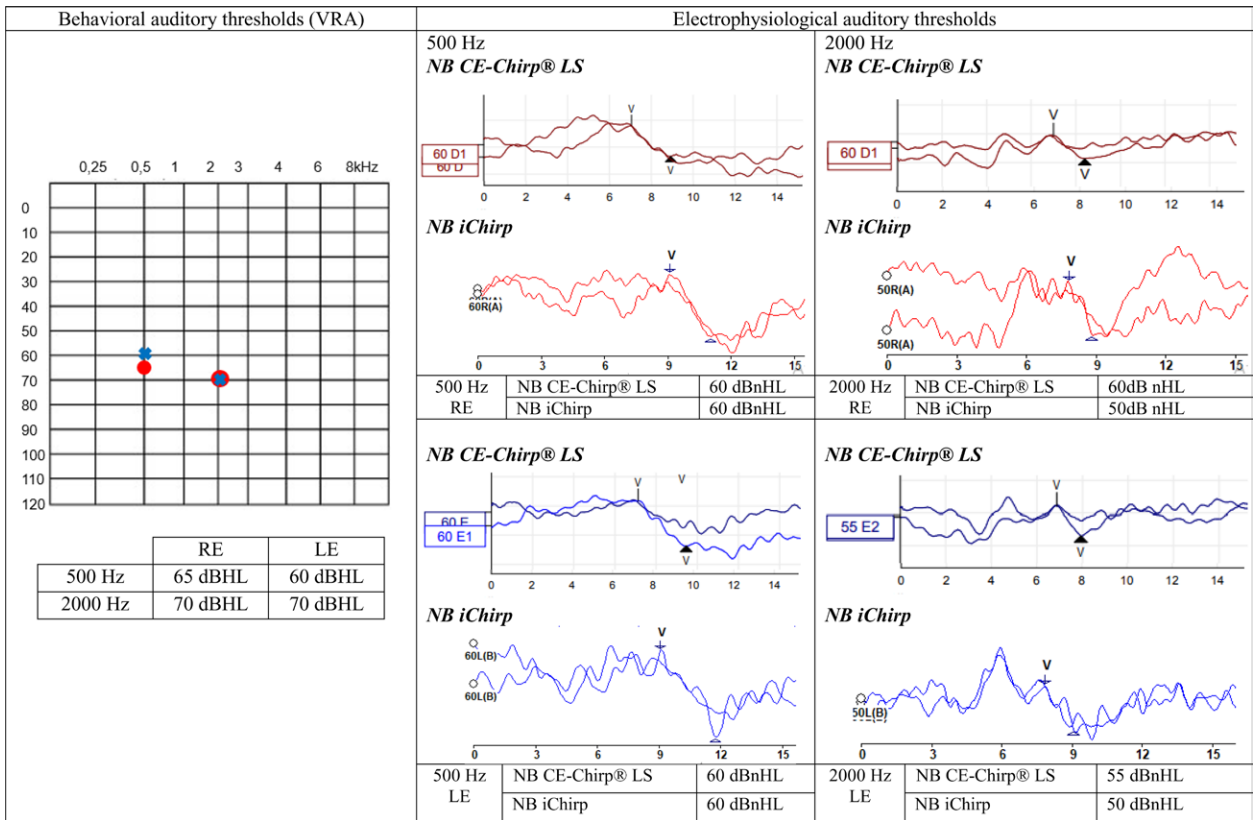 Behavioral auditory thresholds (VRA)
Electrophysiological auditory thresholds
0,25 0,5 1 2 3 4 6 8kHz
0
10
20
30
40
50
60
70
80
90
100
110
120
RE LE
500 Hz 65 dBHL 60 dBHL
2000 Hz 70 dBHL 70 dBHL
500 Hz
NB CE-Chirp® LS
V
60 D1
60 D
V
0 2 4 6 8 10 12 14
NB iChirp
V
60R(A)
60R(A)
0 3 6 9 12 15
500 Hz RE NB CE-Chirp® LS 60 dBnHL
NB iChirp 60 dBnHL
2000 Hz
NB CE-Chirp® LS
V
60 D1
V
0 2 4 6 8 10 12 14
NB iChirp
V
50R(A)
50R(A)
0 3 6 9 12 15
2000 Hz RE NB CE-Chirp® LS 60dB nHL
NB iChirp 50dB nHL
NB CE-Chirp® LS
V V
60 E
60 E1
V
0 2 4 6 8 10 12 14
NB iChirp
V
60L(B)
60L(B)
0 3 6 9 12 15
500 Hz LE NB CE-Chirp® LS 60 dBnHL
NB iChirp 60 dBnHL
NB CE-Chirp® LS
V
55 E2
V
0 2 4 6 8 10 12 14
NB iChirp
V
50L(B)
0 3 6 9 12 15
2000 Hz LE NB CE-Chirp® LS 55 dBnHL
NB iChirp 50 dBnHL